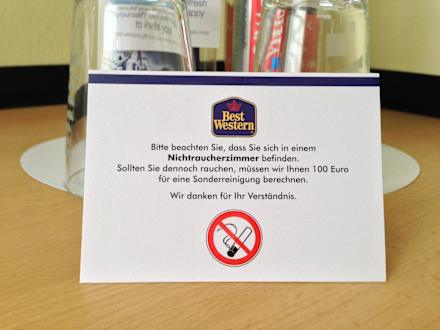 fresh
Best
Western
Bitte beachten Sie, dass Sie sich in einem
Nichtraucherzimmer befinden.
Sollten Sie dennoch rauchen, müssen wir Ihnen 100 Euro
für eine Sonderreinigung berechnen.
Wir danken für Ihr Verständnis.